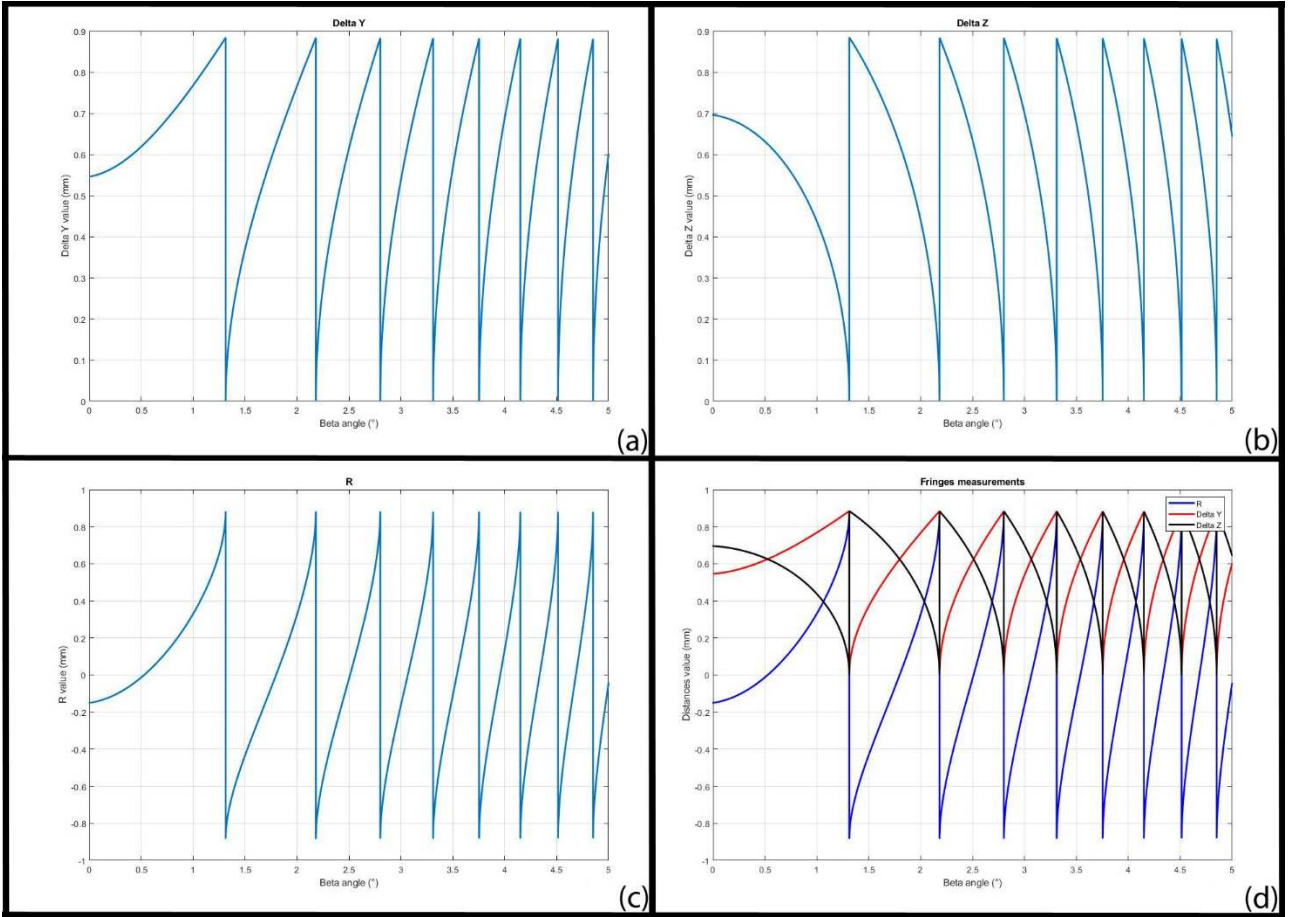 Delta Y
0.9
0.8
0.7
0.6
0.5
0.4
0.3
0.2
0.1
0
Delta Y value (mm)
0 0.5 1 1.5 2 2.5 3 3.5 4 4.5 5
Beta angle (°)
(a)
Delta Z
0.9
0.8
0.7
0.6
0.5
0.4
0.3
0.2
0.1
0
Delta Z value (mm)
0 0.5 1 1.5 2 2.5 3 3.5 4 4.5 5
Beta angle (°)
(b)
R
1
0.8
0.6
0.4
0.2
0
-0.2
-0.4
-0.6
-0.8
-1
R value (mm)
0 0.5 1 1.5 2 2.5 3 3.5 4 4.5 5
Beta angle (°)
(c)
Fringes measurements
R
Delta Y
Delta Z
1
0.8
0.6
0.4
0.2
0
-0.2
-0.4
-0.6
-0.8
-1
Distances value (mm)
0 0.5 1 1.5 2 2.5 3 3.5 4 4.5 5
Beta angle (°)
(d)